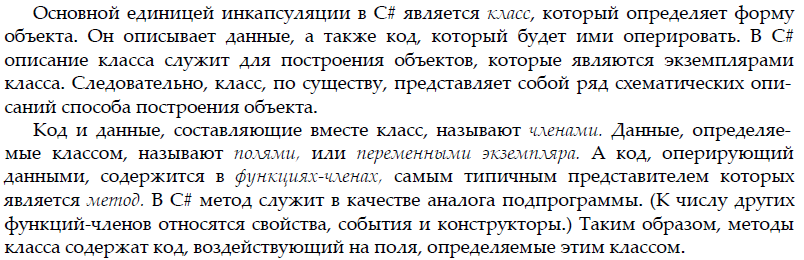 Основной единицей инкапсуляции в C# является класс, который определяет форму
объекта. Он описывает данные, а также код, который будет ими оперировать. В C#
описание класса служит для построения объектов, которые являются экземплярами
класса. Следовательно, класс, по существу, представляет собой ряд схематических опи-
саний способа построения объекта.
Код и данные, составляющие вместе класс, называют членами. Данные, определяе-
мые классом, называют полями, или переменными экземпляра. А код, оперирующий
данными, содержится в функциях-членах, самым типичным представителем которых
является метод. В C# метод служит в качестве аналога подпрограммы. (К числу других
функций-членов относятся свойства, события и конструкторы.) Таким образом, методы
класса содержат код, воздействующий на поля, определяемые этим классом.